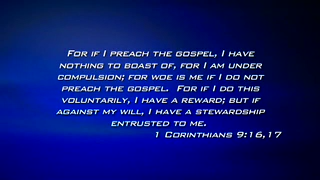 For if I preach the gospel, I have
nothing to boast of, for I am under
compulsion; for woe is me if I do not
preach the gospel.  For if I do this
voluntarily, I have a reward; but if
against my will, I have a stewardship
entrusted to me.
1 Corinthians 9:16,17